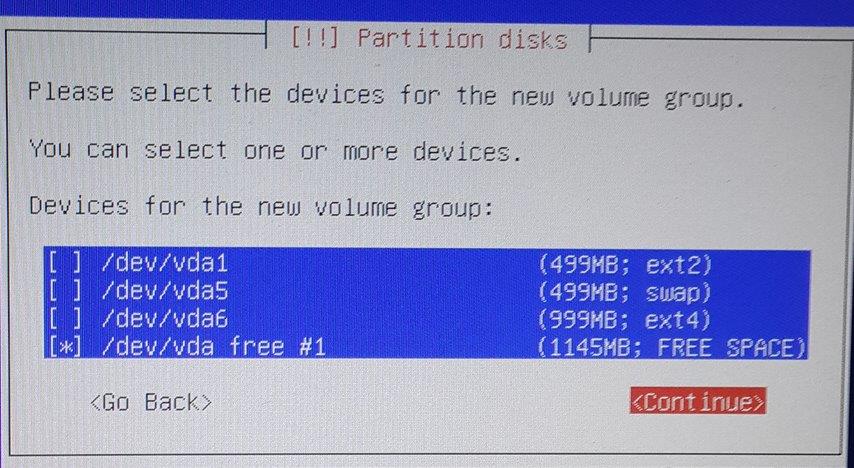 [!!] Partition disks
Please select the devices for the new volume group.
You can select one or more devices.
Devices for the new volume group:
[ ] /dev/vda1 (499MB; ext2)
[ ] /dev/vda5 (499MB; swap)
[ ] /dev/vda6 (999MB; ext4)
[*] /dev/vda free #1 (1145MB; FREE SPACE)
<Go Back> <Continue>